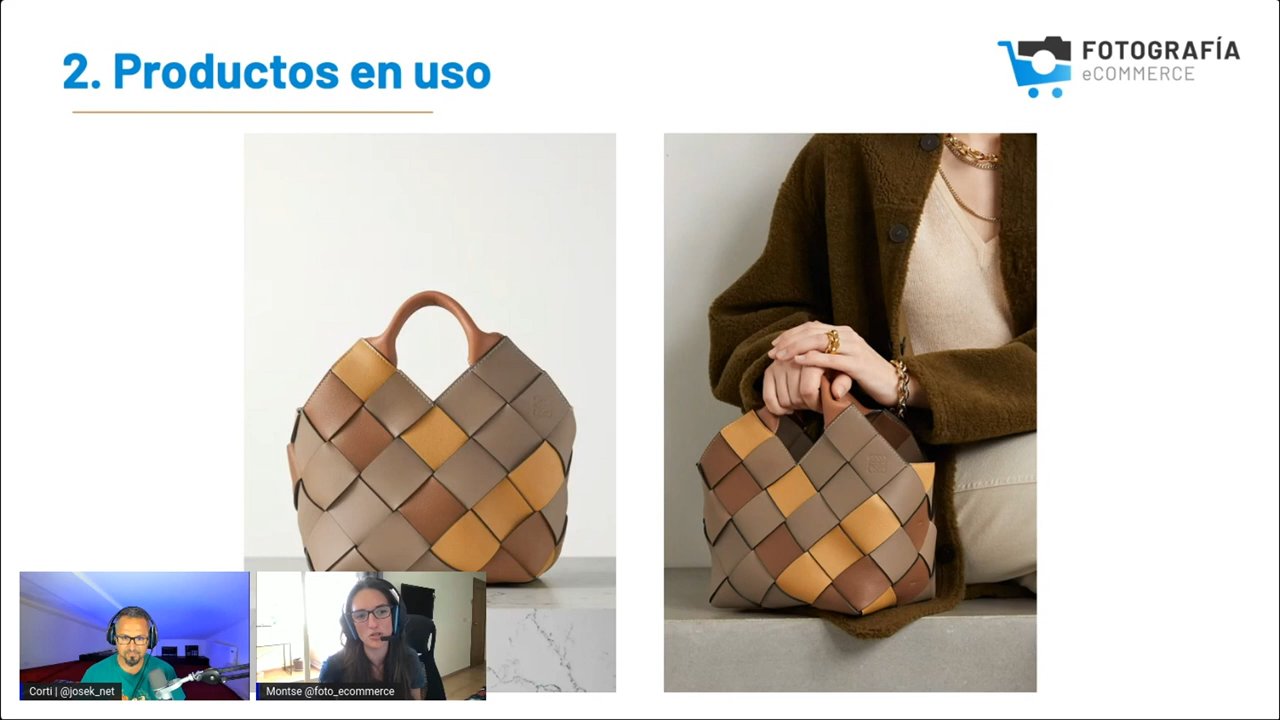 2. Productos en uso
FOTOGRAFÍA
eCOMMERCE
Corti | @josek_net
Montse @foto_ecommerce